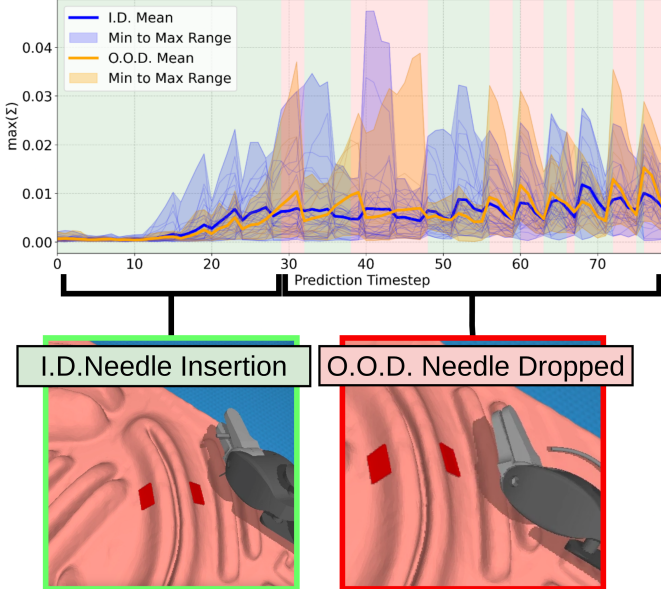 I.D. Mean
Min to Max Range
O.O.D. Mean
Min to Max Range
max(Σ)
0.04
0.03
0.02
0.01
0.00
0 10 20 30 40 50 60 70
Prediction Timestep
I.D.Needle Insertion
O.O.D. Needle Dropped